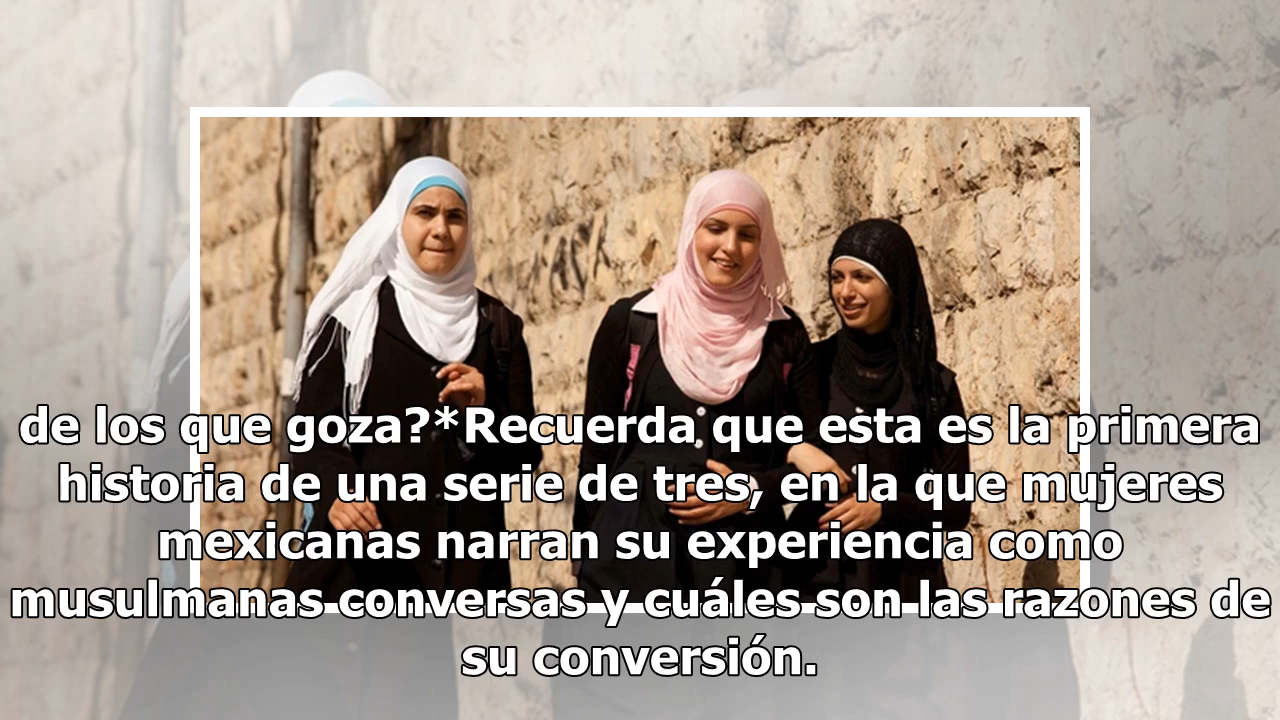 de los que goza?*Recuerda que esta es la primera
historia de una serie de tres, en la que mujeres
mexicanas narran su experiencia como
musulmanas conversas y cuáles son las razones de
su conversión.